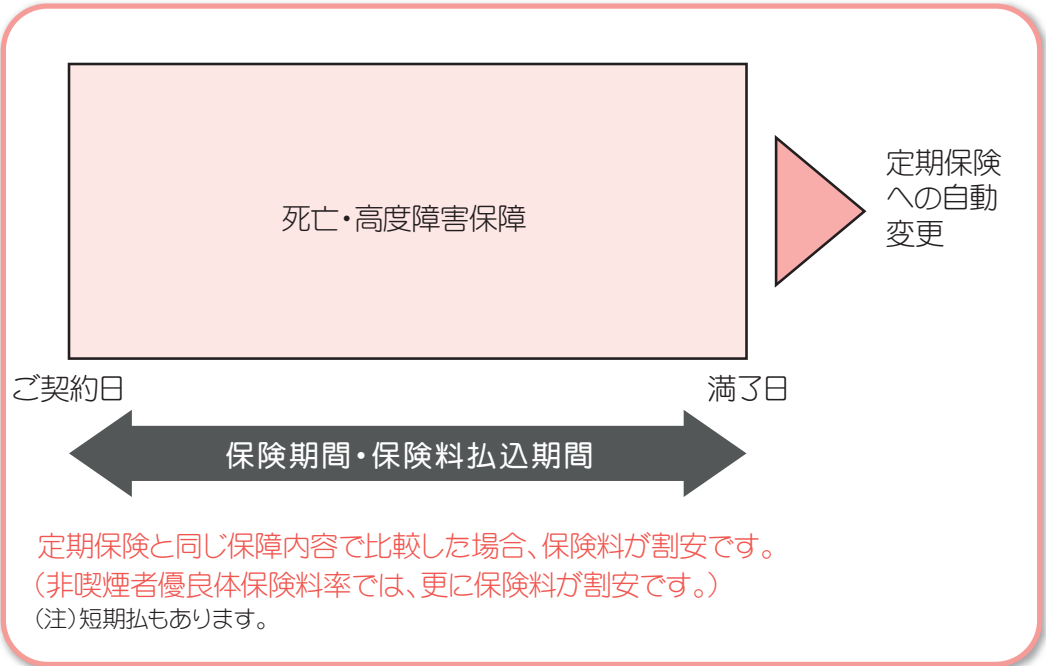 死亡・高度障害保障
定期保険
への自動
変更
ご契約日
満了日
保険期間・保険料払込期間
定期保険と同じ保障内容で比較した場合、保険料が割安です。
(非喫煙者優良体保険料率では、更に保険料が割安です。)
(注)短期払もあります。